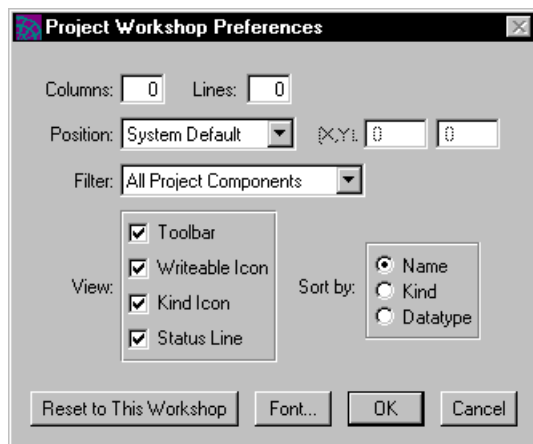 Project Workshop Preferences
Columns: 0 Lines: 0
Position: System Default (X,Y): 0 0
Filter: All Project Components
View:
Toolbar
Writeable Icon
Kind Icon
Status Line
Sort by:
Name
Kind
Datatype
Reset to This Workshop Font... OK Cancel